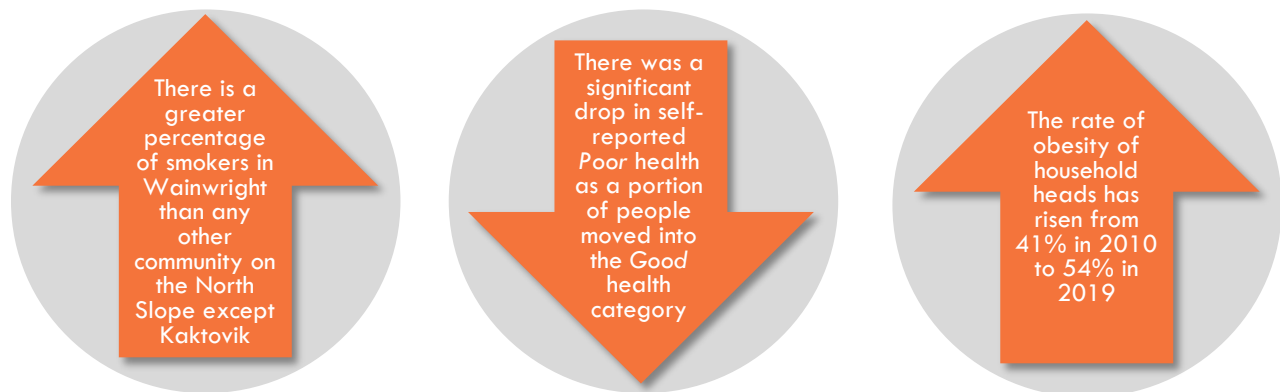 There is a
greater
percentage
of smokers in
Wainwright
than any
other
community on
the North
Slope except
Kaktovik
There was a
significant
drop in self-
reported
Poor health
as a portion
of people
moved into
the Good
health
category
The rate of
obesity of
household
heads has
risen from
41% in 2010
to 54% in
2019